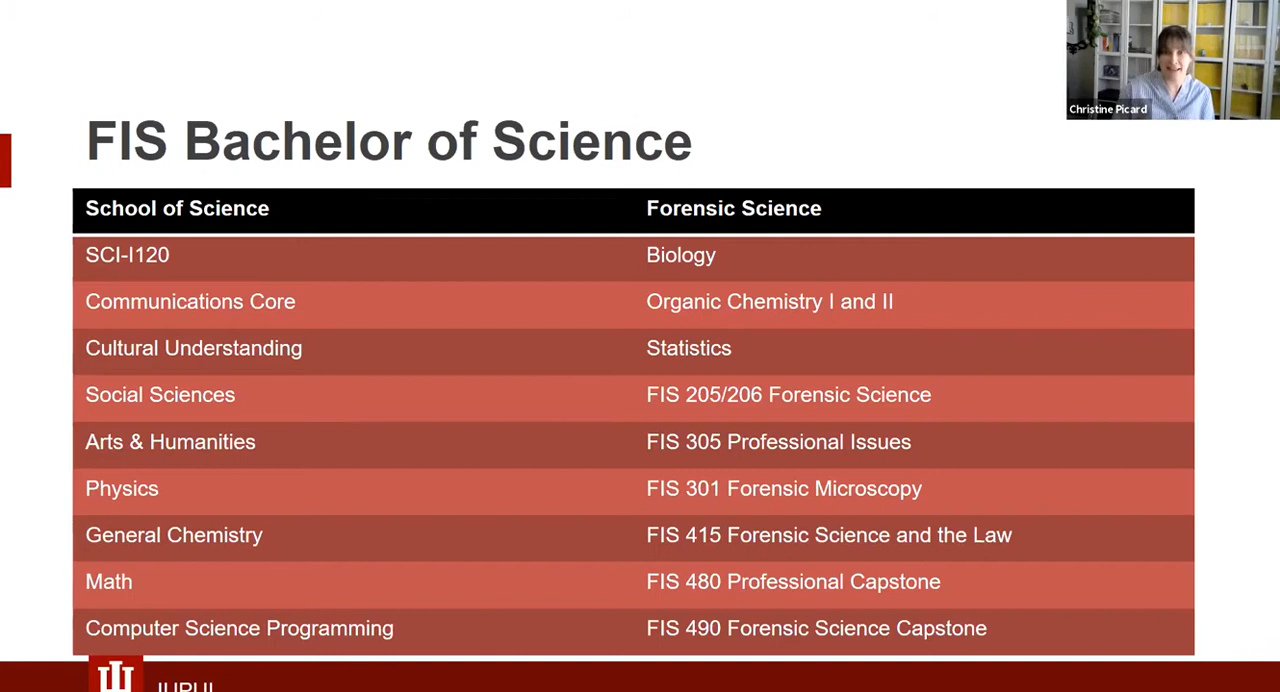 Christine Picard
FIS Bachelor of Science
School of Science Forensic Science
SCI-I120 Biology
Communications Core Organic Chemistry I and II
Cultural Understanding Statistics
Social Sciences FIS 205/206 Forensic Science
Arts & Humanities FIS 305 Professional Issues
Physics FIS 301 Forensic Microscopy
General Chemistry FIS 415 Forensic Science and the Law
Math FIS 480 Professional Capstone
Computer Science Programming FIS 490 Forensic Science Capstone
IUPUI